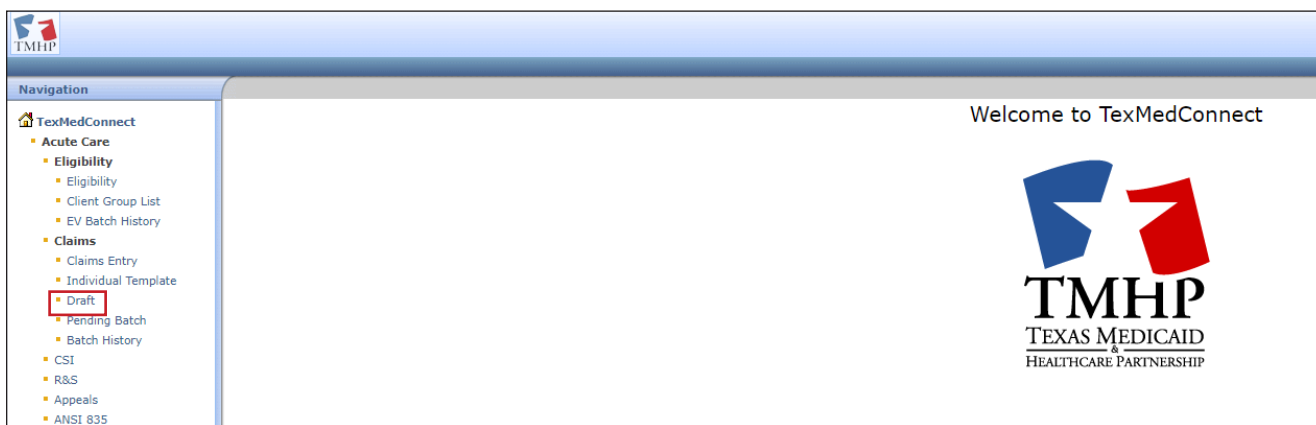 TMHP
Navigation
TexMedConnect
Acute Care
Eligibility
Eligibility
Client Group List
EV Batch History
Claims
Claims Entry
Individual Template
Draft
Pending Batch
Batch History
CSI
R&S
Appeals
ANSI 835
Welcome to TexMedConnect
TMHP
TEXAS MEDICAID
&
HEALTHCARE PARTNERSHIP